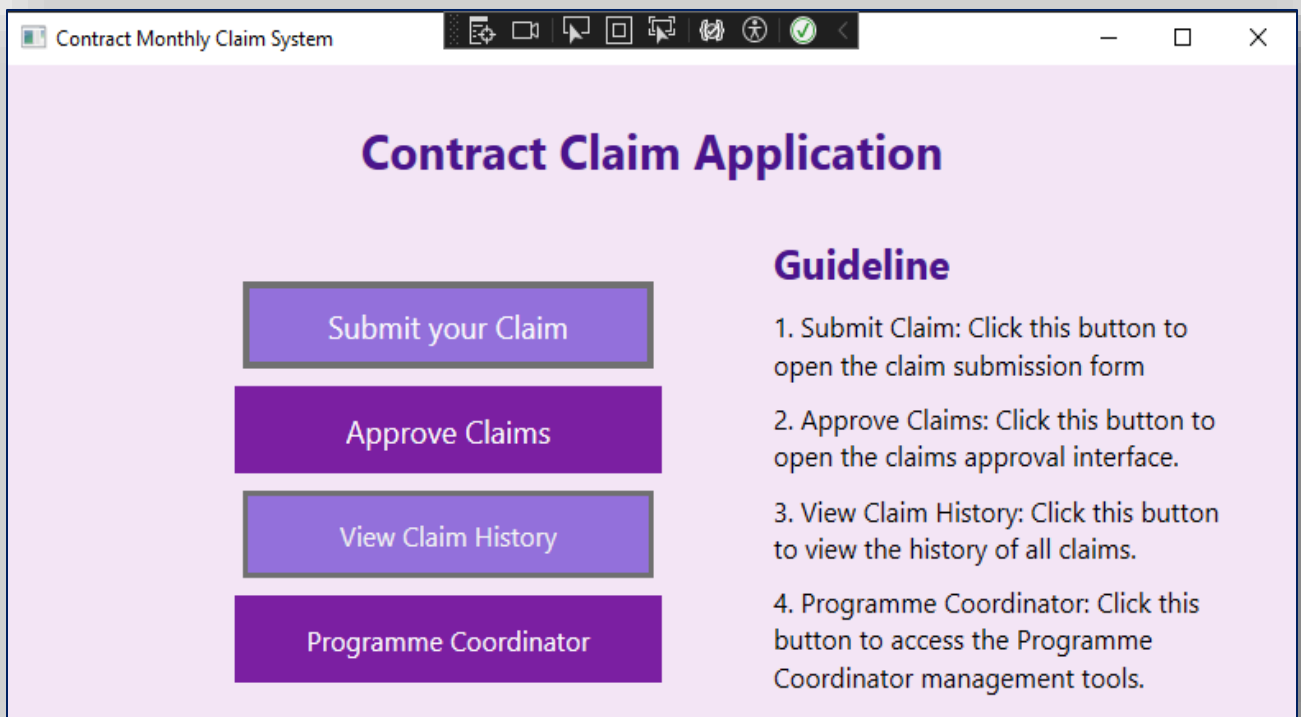 Contract Monthly Claim System
Contract Claim Application
Submit your Claim
Approve Claims
View Claim History
Programme Coordinator
Guideline
1. Submit Claim: Click this button to
open the claim submission form
2. Approve Claims: Click this button to
open the claims approval interface.
3. View Claim History: Click this button
to view the history of all claims.
4. Programme Coordinator: Click this
button to access the Programme
Coordinator management tools.